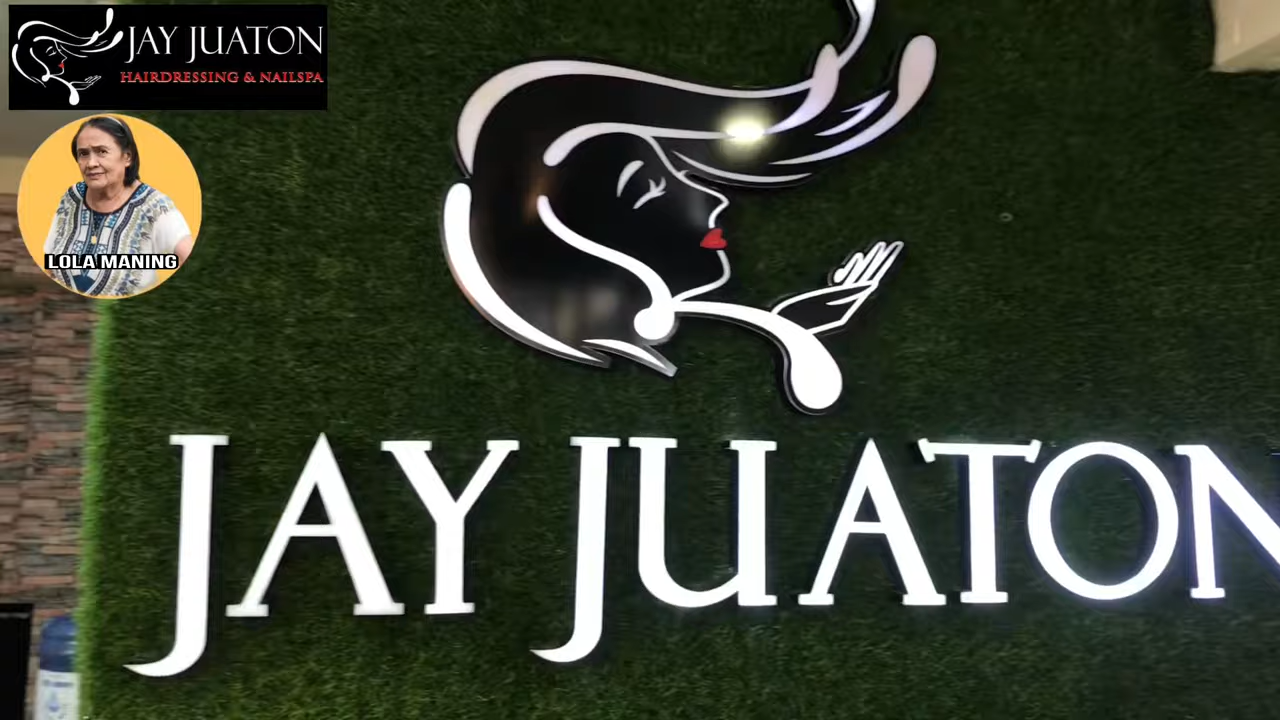 JAY JUATON
HAIRDRESSING & NAILSPA
LOLA MANING
JAY JUATON